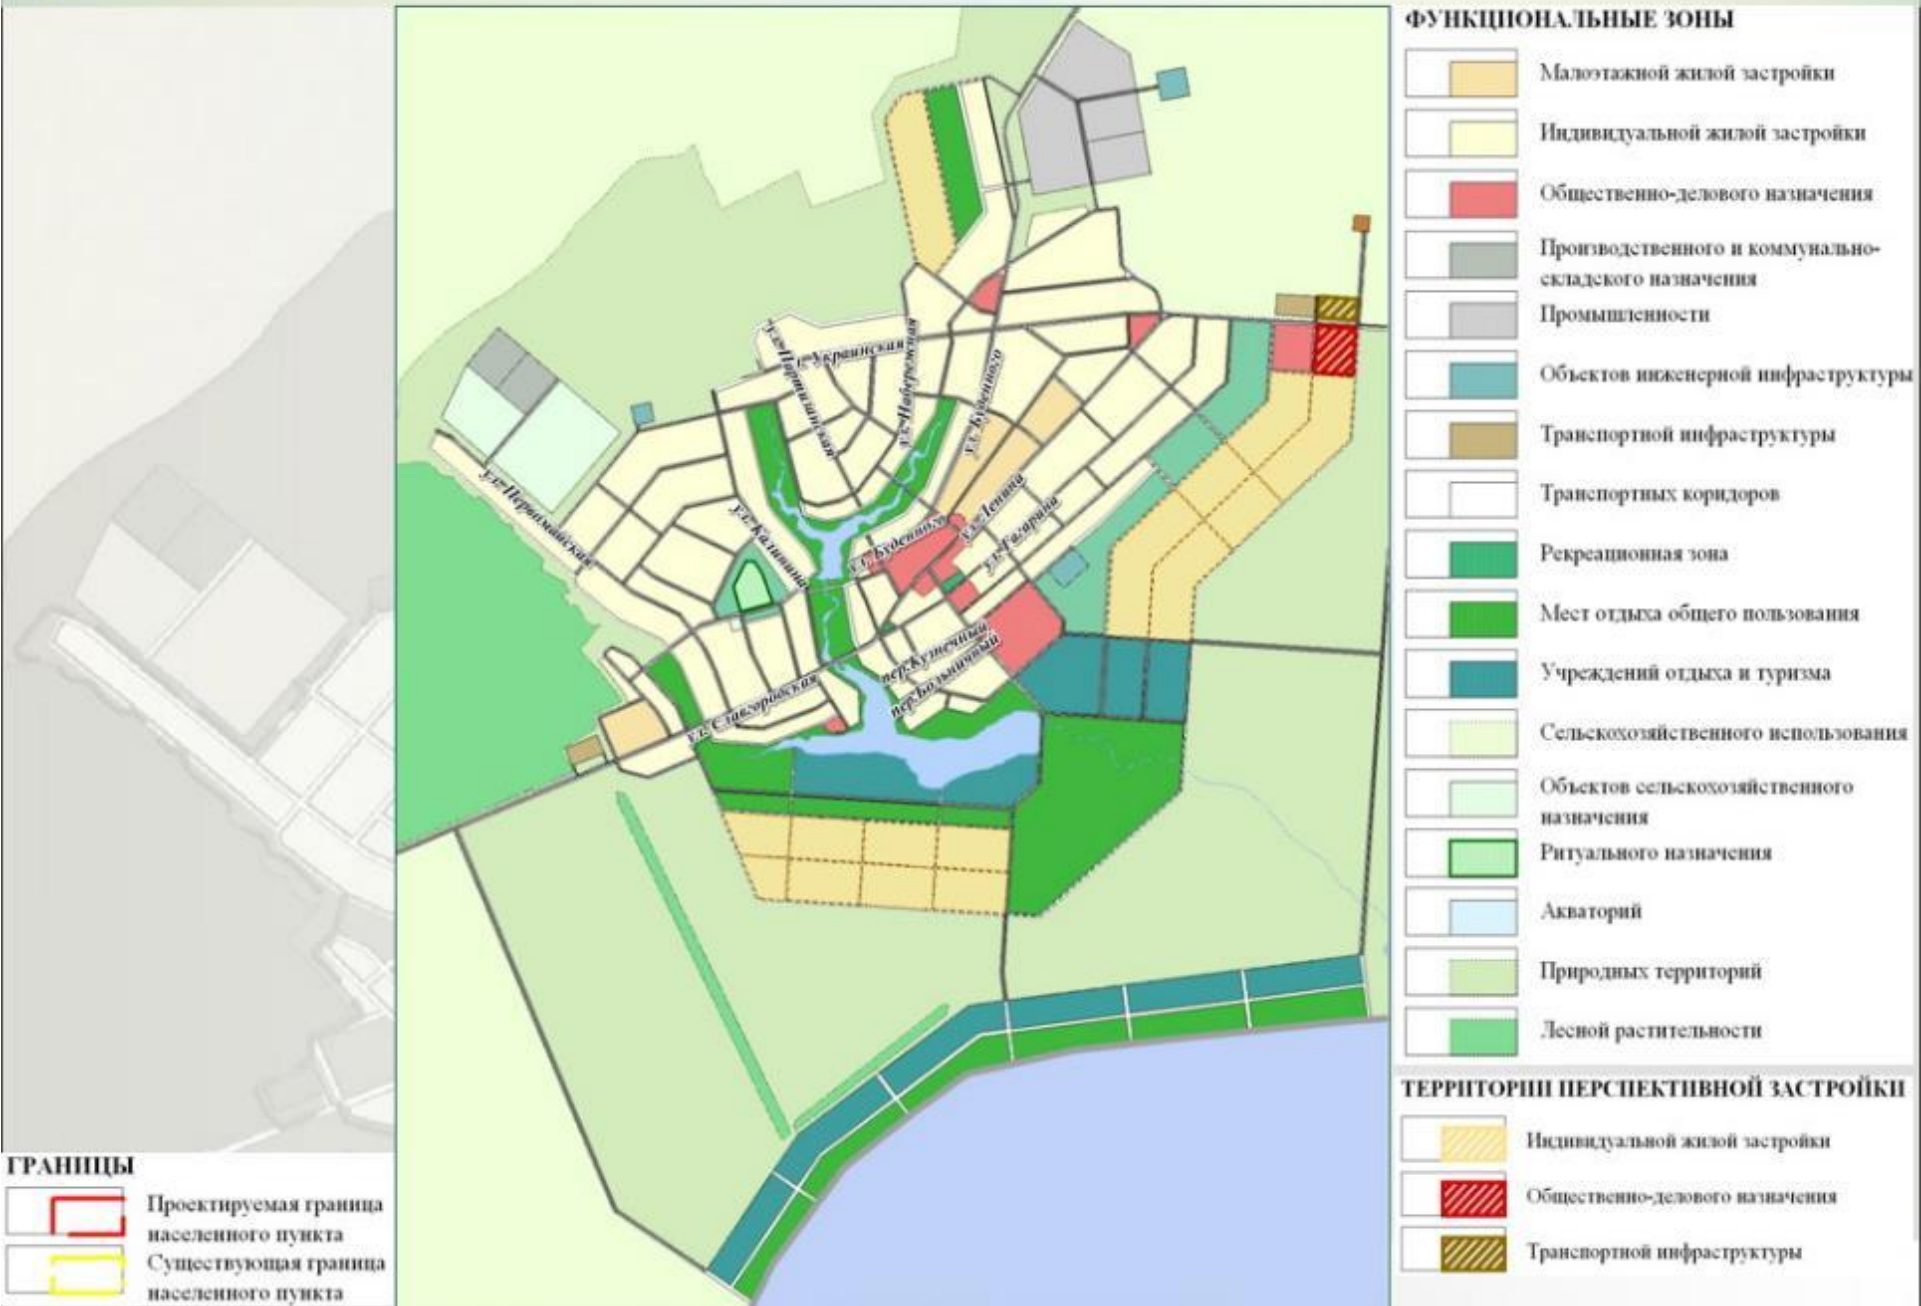 ФУНКЦИОНАЛЬНЫЕ ЗОНЫ
Малоэтажной жилой застройки
Индивидуальной жилой застройки
Общественно-делового назначения
Производственного и коммунально-
складского назначения
Промышленности
Объектов инженерной инфраструктуры
Транспортной инфраструктуры
Транспортных коридоров
Рекреационная зона
Мест отдыха общего пользования
Учреждений отдыха и туризма
Сельскохозяйственного использования
Объектов сельскохозяйственного
назначения
Ритуального назначения
Акваторий
Природных территорий
Лесной растительности
ТЕРРИТОРИИ ПЕРСПЕКТИВНОЙ ЗАСТРОЙКИ
Индивидуальной жилой застройки
Общественно-делового назначения
Транспортной инфраструктуры
ГРАНИЦЫ
Проектируемая граница
населенного пункта
Существующая граница
населенного пункта
ул. Партизанская
ул. Украинская
ул. Набережная
ул. Буденного
ул. Первомайская
ул. Калинина
ул. Буденного
ул. Ленина
ул. Гагарина
пер.Кузнечный
пер.Больничный
ул. Славгородская